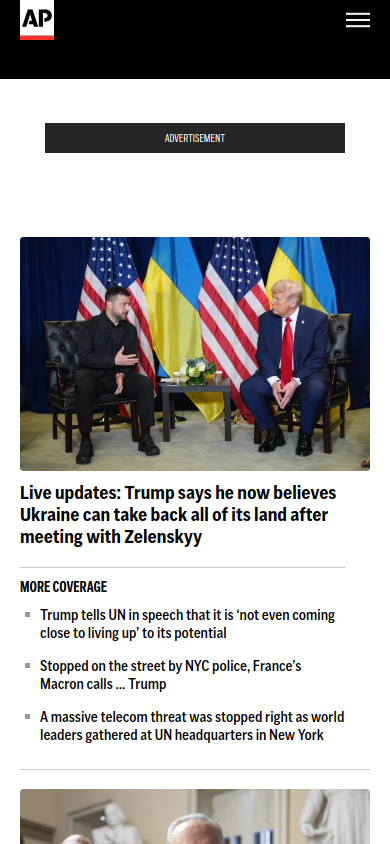 AP
ADVERTISEMENT
Live updates: Trump says he now believes
Ukraine can take back all of its land after
meeting with Zelenskyy
MORE COVERAGE
Trump tells UN in speech that it is ‘not even coming
close to living up’ to its potential
Stopped on the street by NYC police, France’s
Macron calls ... Trump
A massive telecom threat was stopped right as world
leaders gathered at UN headquarters in New York